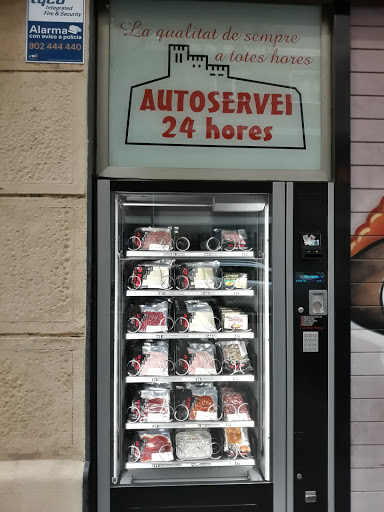 tyco
Integrated
Fire & Security
Alarma
con aviso a policía
902 444 440
La qualitat de sempre
a totes hores
AUTOSERVEI
24 hores